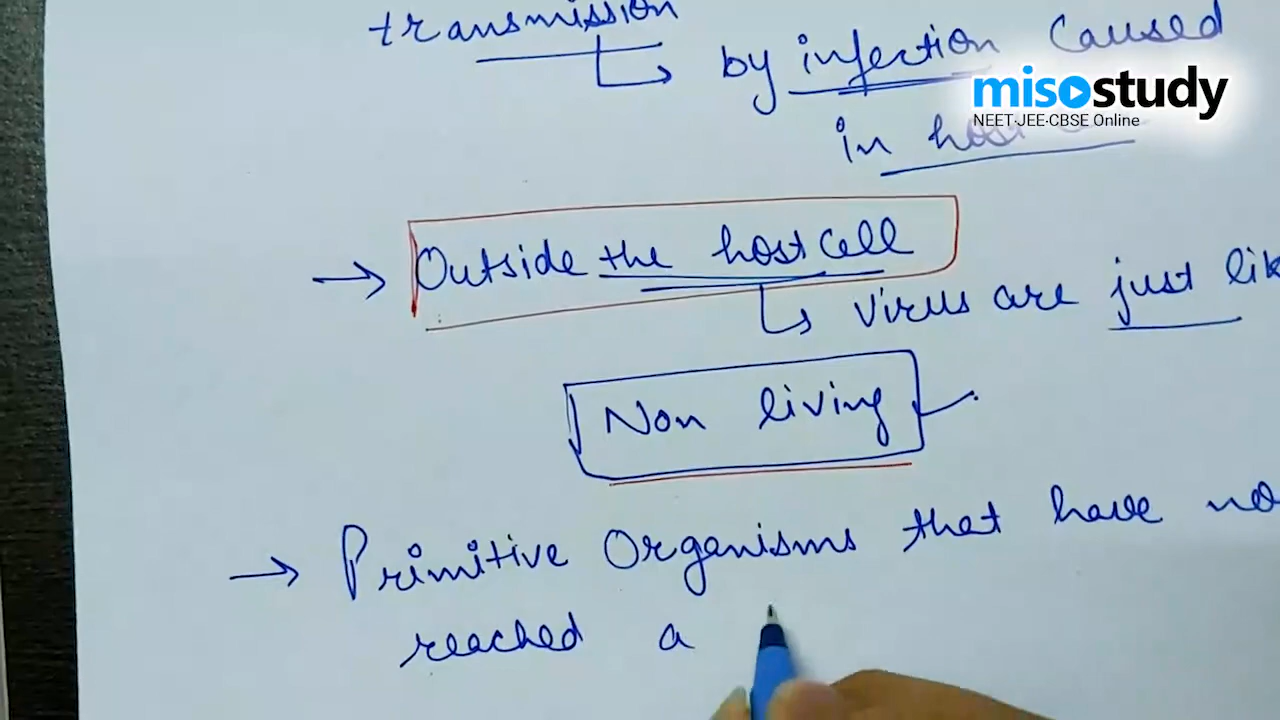 transmission
by infection caused
misostudy
NEET·JEE·CBSE Online
in host
→ Outside the host cell
virus are just lik
Non living
→ Primitive Organisms that have no
reached a